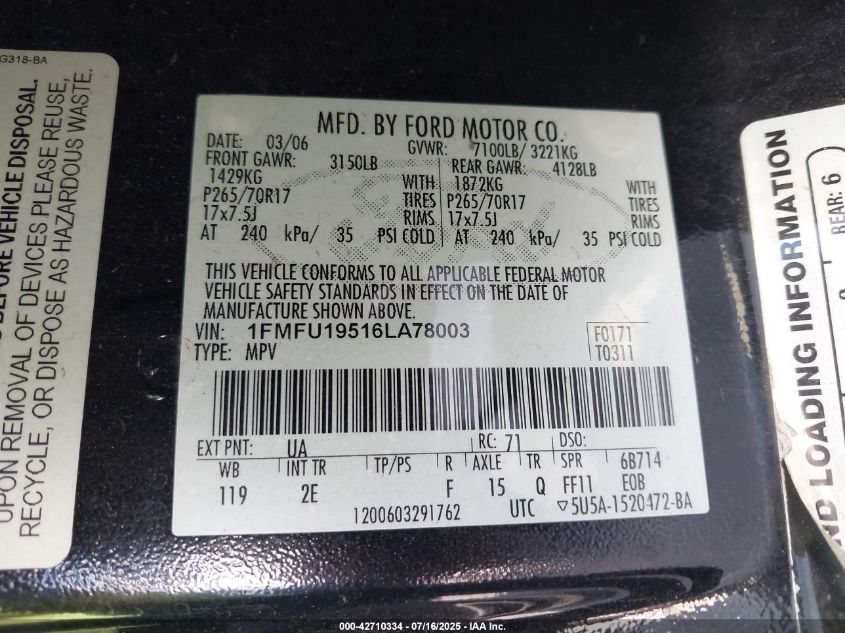 G318-BA
BEFORE VEHICLE DISPOSAL.
UPON REMOVAL OF DEVICES PLEASE REUSE,
RECYCLE, OR DISPOSE AS HAZARDOUS WASTE.
MFD. BY FORD MOTOR CO.
DATE: 03/06 GVWR: 7100LB/ 3221KG
FRONT GAWR: 3150LB REAR GAWR: 4128LB
1429KG WITH 1872KG WITH
P265/70R17 TIRES P265/70R17 TIRES
17x7.5J RIMS 17x7.5J RIMS
AT 240 kPa/ 35 PSI COLD AT 240 kPa/ 35 PSI COLD
THIS VEHICLE CONFORMS TO ALL APPLICABLE FEDERAL MOTOR
VEHICLE SAFETY STANDARDS IN EFFECT ON THE DATE OF
MANUFACTURE SHOWN ABOVE.
VIN: 1FMFU19516LA78003 F0171
TYPE: MPV T0311
EXT PNT: UA RC: 71 DSO:
WB INT TR TP/PS R AXLE TR SPR 6B714
119 2E F 15 Q FF11 EOB
1200603291762 UTC ▽5U5A-1520472-BA
ND LOADING INFORMATION
REAR: 6
000-42710334 - 07/16/2025 - IAA Inc.